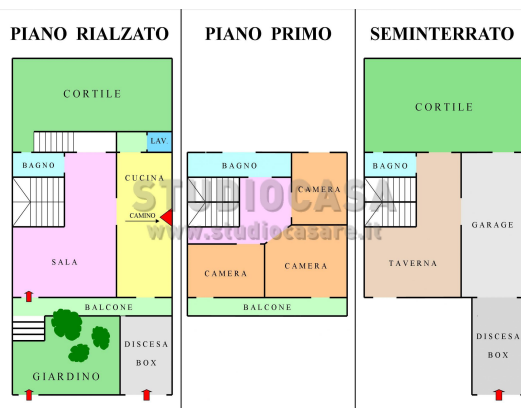 PIANO RIALZATO
CORTILE
LAV.
BAGNO
CUCINA
CAMINO
SALA
BALCONE
GIARDINO
DISCESA
BOX
PIANO PRIMO
BAGNO
CAMERA
CAMERA
CAMERA
BALCONE
SEMINTERRATO
CORTILE
BAGNO
GARAGE
TAVERNA
DISCESA
BOX
STUDIOCASA
www.studiocasare.it